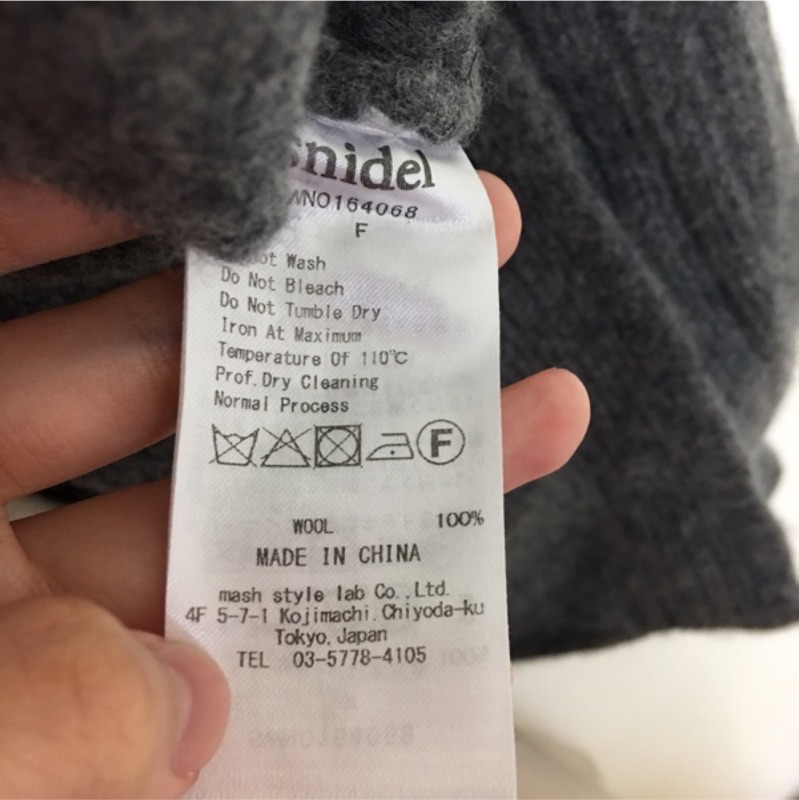 snidel
WNO164068
F
Not Wash
Do Not Bleach
Do Not Tumble Dry
Iron At Maximum
Temperature Of 110℃
Prof.Dry Cleaning
Normal Process
F
WOOL 100%
MADE IN CHINA
mash style lab Co.,Ltd.
4F 5-7-1 Kojimachi,Chiyoda-ku
Tokyo,Japan
TEL 03-5778-4105